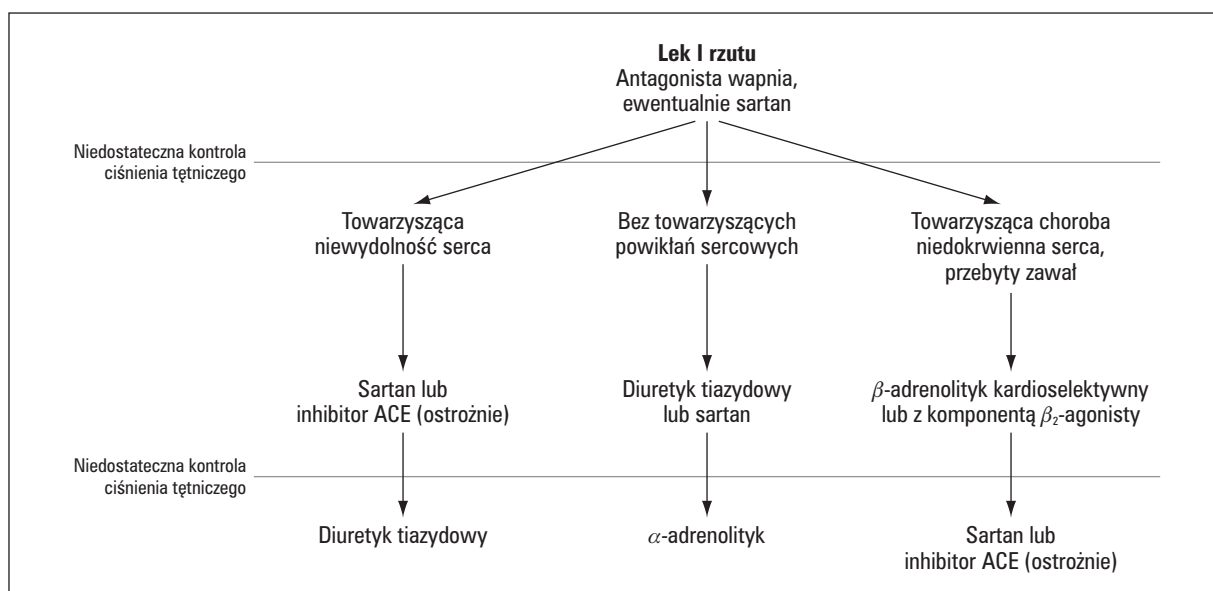 Lek I rzutu
Antagonista wapnia,
ewentualnie sartan
Niedostateczna kontrola
ciśnienia tętniczego
Towarzysząca
niewydolność serca
Bez towarzyszących
powikłań sercowych
Towarzysząca choroba
niedokrwienna serca,
przebyty zawał
Sartan lub
inhibitor ACE (ostrożnie)
Diuretyk tiazydowy
lub sartan
β-adrenolityk kardioselektywny
lub z komponentą β₂-agonisty
Niedostateczna kontrola
ciśnienia tętniczego
Diuretyk tiazydowy
α-adrenolityk
Sartan lub
inhibitor ACE (ostrożnie)